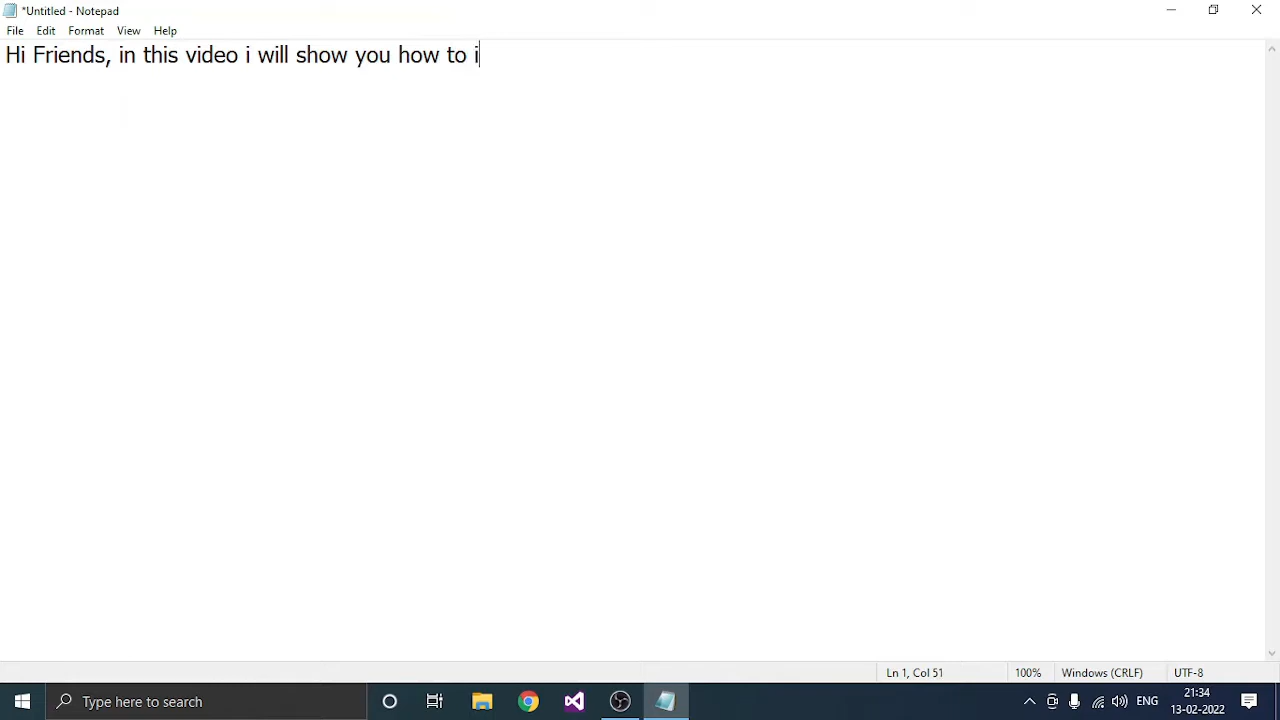 *Untitled - Notepad
File Edit Format View Help
Hi Friends, in this video i will show you how to i
Ln 1, Col 51 100% Windows (CRLF) UTF-8
Type here to search ENG 21:34
13-02-2022